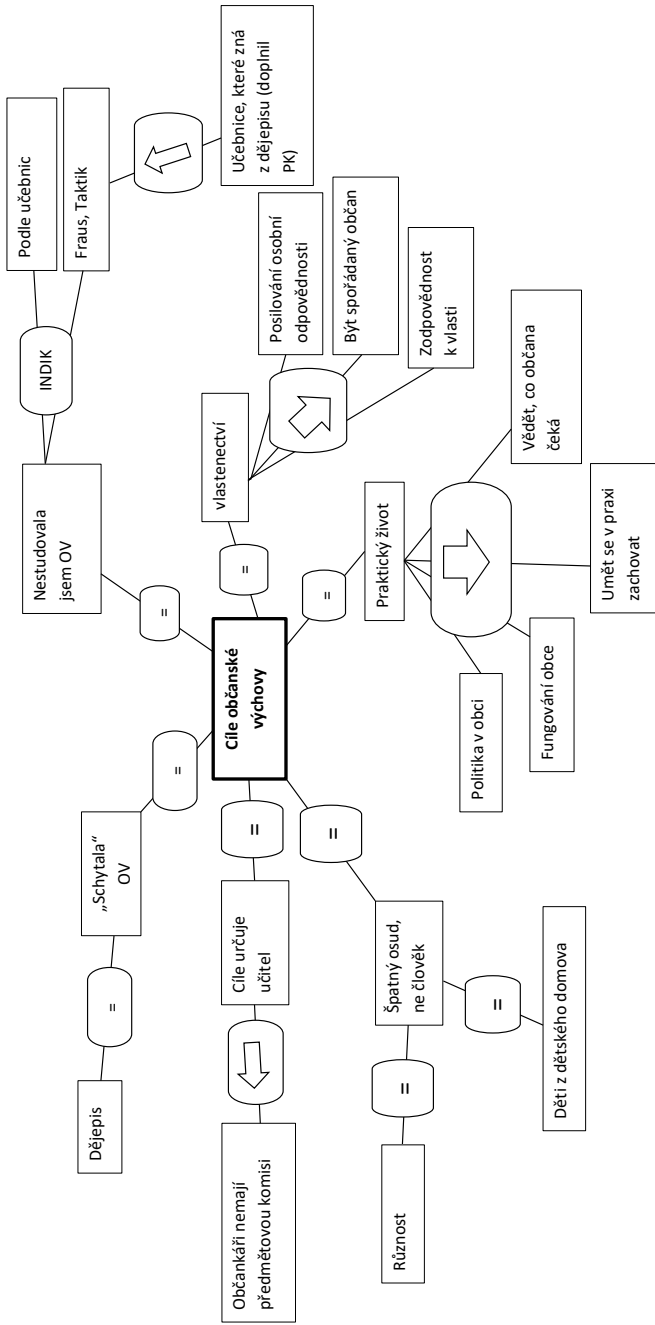 Dějepis
=
„Schytala“
OV
=
Nestudovala
jsem OV
=
INDIK
Podle učebnic
Fraus, Taktik
Učebnice, které zná
z dějepisu (doplnil
PK)
Občankáři nemají
předmětovou komisi
Cíle určuje
učitel
=
Cíle občanské
výchovy
=
vlastenectví
Posilování osobní
odpovědnosti
Být spořádaný občan
Zodpovědnost
k vlasti
Různost
=
Špatný osud,
ne člověk
=
=
Děti z dětského domova
=
Praktický život
Politika v obci
Fungování obce
Umět se v praxi
zachovat
Vědět, co občana
čeká